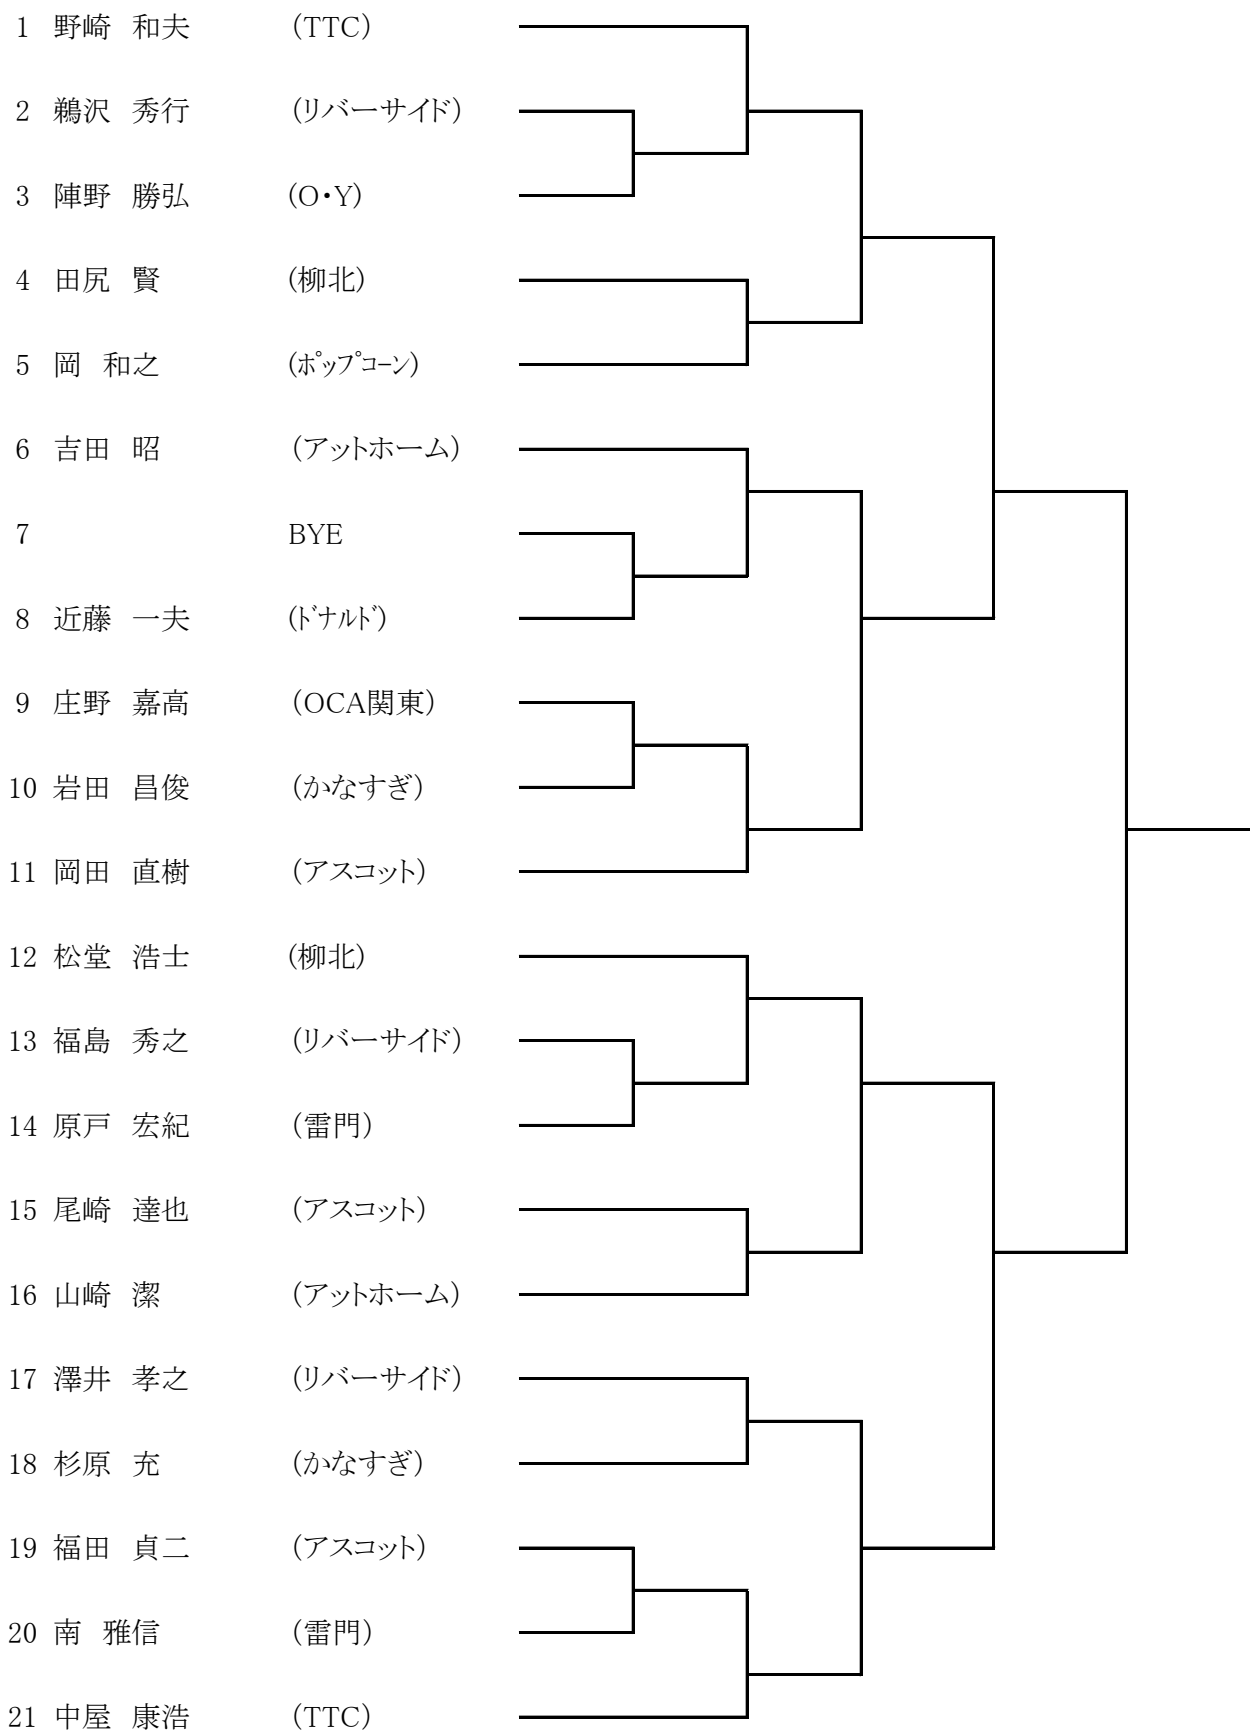 1 野崎 和夫 (TTC)
2 鵜沢 秀行 (リバーサイド)
3 陣野 勝弘 (O・Y)
4 田尻 賢 (柳北)
5 岡 和之 (ﾎﾟｯﾌﾟｺｰﾝ)
6 吉田 昭 (アットホーム)
7 BYE
8 近藤 一夫 (ﾄﾞﾅﾙﾄﾞ)
9 庄野 嘉高 (OCA関東)
10 岩田 昌俊 (かなすぎ)
11 岡田 直樹 (アスコット)
12 松堂 浩士 (柳北)
13 福島 秀之 (リバーサイド)
14 原戸 宏紀 (雷門)
15 尾崎 達也 (アスコット)
16 山崎 潔 (アットホーム)
17 澤井 孝之 (リバーサイド)
18 杉原 充 (かなすぎ)
19 福田 貞二 (アスコット)
20 南 雅信 (雷門)
21 中屋 康浩 (TTC)